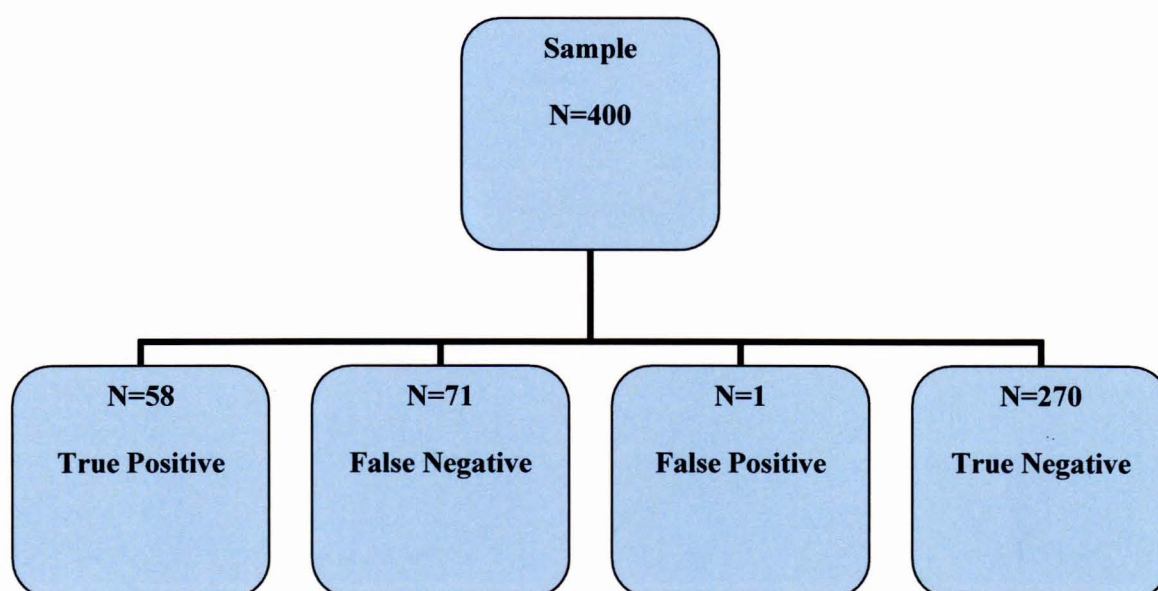 Sample
N=400
N=58
True Positive
N=71
False Negative
N=1
False Positive
N=270
True Negative